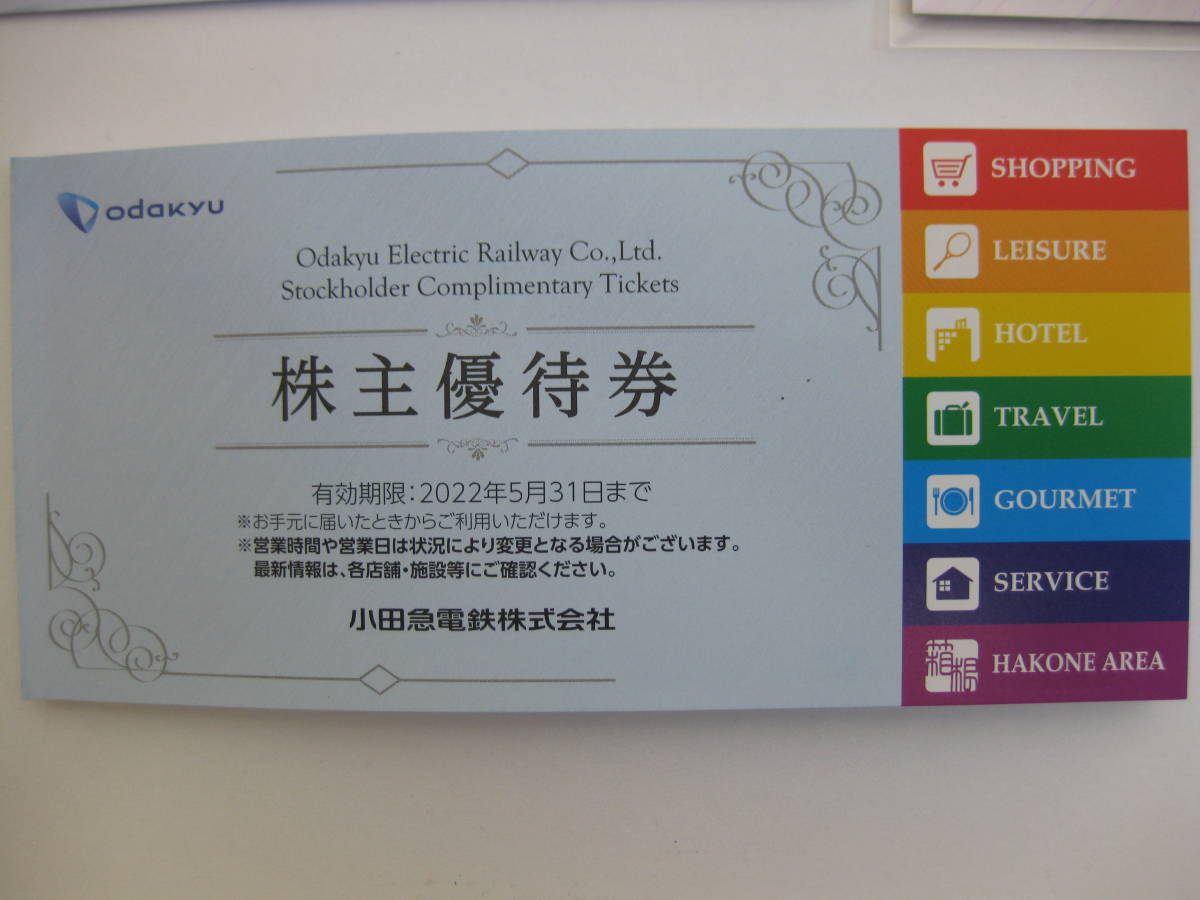 odakyu
Odakyu Electric Railway Co.,Ltd.
Stockholder Complimentary Tickets
株主優待券
有効期限：2022年5月31日まで
※お手元に届いたときからご利用いただけます。
※営業時間や営業日は状況により変更となる場合がございます。
最新情報は、各店舗・施設等にご確認ください。
小田急電鉄株式会社
SHOPPING
LEISURE
HOTEL
TRAVEL
GOURMET
SERVICE
箱根 HAKONE AREA